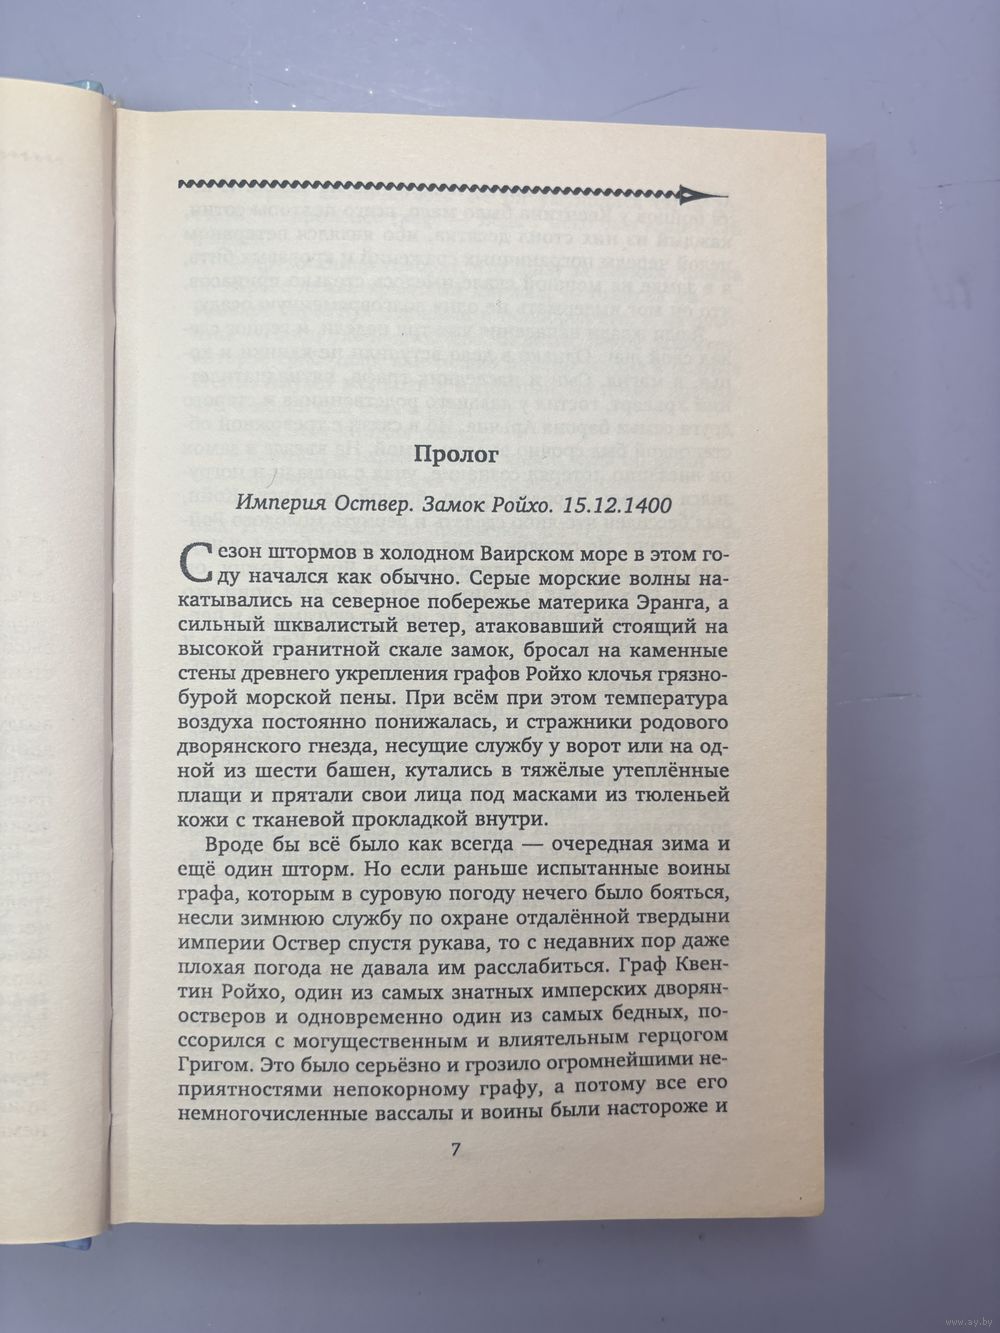 Пролог
Империя Оствер. Замок Ройхо. 15.12.1400
Сезон штормов в холодном Ваирском море в этом го-
ду начался как обычно. Серые морские волны на-
катывались на северное побережье материка Эранга, а
сильный шквалистый ветер, атаковавший стоящий на
высокой гранитной скале замок, бросал на каменные
стены древнего укрепления графов Ройхо клочья грязно-
бурой морской пены. При всём при этом температура
воздуха постоянно понижалась, и стражники родового
дворянского гнезда, несущие службу у ворот или на од-
ной из шести башен, кутались в тяжёлые утеплённые
плащи и прятали свои лица под масками из тюленьей
кожи с тканевой прокладкой внутри.
Вроде бы всё было как всегда — очередная зима и
ещё один шторм. Но если раньше испытанные воины
графа, которым в суровую погоду нечего было бояться,
несли зимнюю службу по охране отдалённой твердыни
империи Оствер спустя рукава, то с недавних пор даже
плохая погода не давала им расслабиться. Граф Квен-
тин Ройхо, один из самых знатных имперских дворян-
остверов и одновременно один из самых бедных, по-
ссорился с могущественным и влиятельным герцогом
Григом. Это было серьёзно и грозило огромнейшими не-
приятностями непокорному графу, а потому все его
немногочисленные вассалы и воины были настороже и
7
www.ay.by